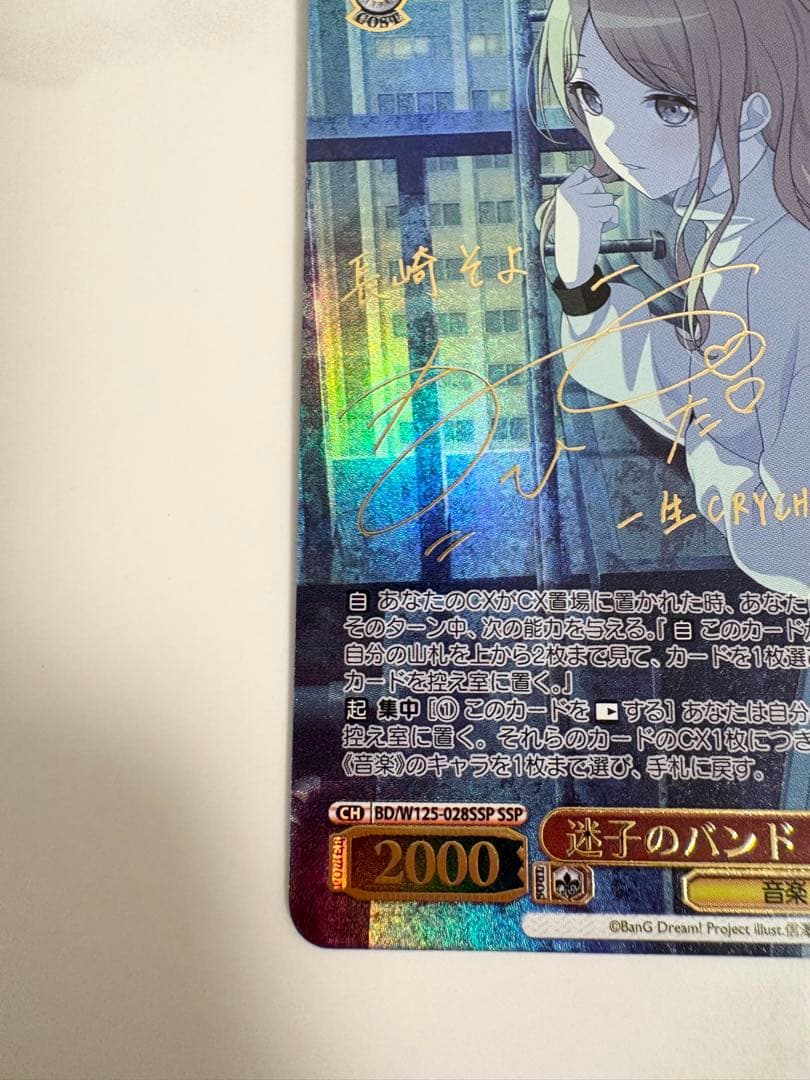 COST
長崎そよ
一生CRYCH
自 あなたのCXがCX置場に置かれた時、あなた
そのターン中、次の能力を与える。『 自 このカードが
自分の山札を上から2枚まで見て、カードを1枚選
カードを控え室に置く。』
起 集中 [① このカードを する] あなたは自分
控え室に置く。それらのカードのCX1枚につき
《音楽》のキャラを1枚まで選び、手札に戻す。
CH BD/W125-028SSP SSP
2000
迷子のバンド
SOUL
音楽
©BanG Dream! Project illust.信澤